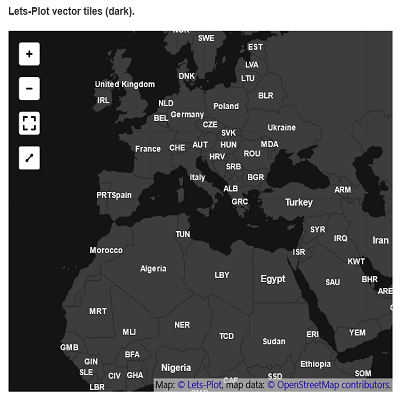 Lets-Plot vector tiles (dark).
NOR
SWE
EST
+
LVA
DNK
LTU
–
United Kingdom
BLR
IRL
NLD
Poland
BEL
Germany
CZE
Ukraine
SVK
France
CHE
AUT
HUN
MDA
HRV
ROU
SRB
Italy
BGR
ALB
ARM
PRT
Spain
GRC
Turkey
SYR
TUN
IRQ
Iran
Morocco
ISR
KWT
Algeria
LBY
Egypt
SAU
BHR
ARE
MRT
NER
MLI
TCD
Sudan
ERI
YEM
GMB
BFA
GIN
Nigeria
Ethiopia
SLE
CIV
GHA
SSD
SOM
LBR
CAF
Map: © Lets-Plot, map data: © OpenStreetMap contributors.